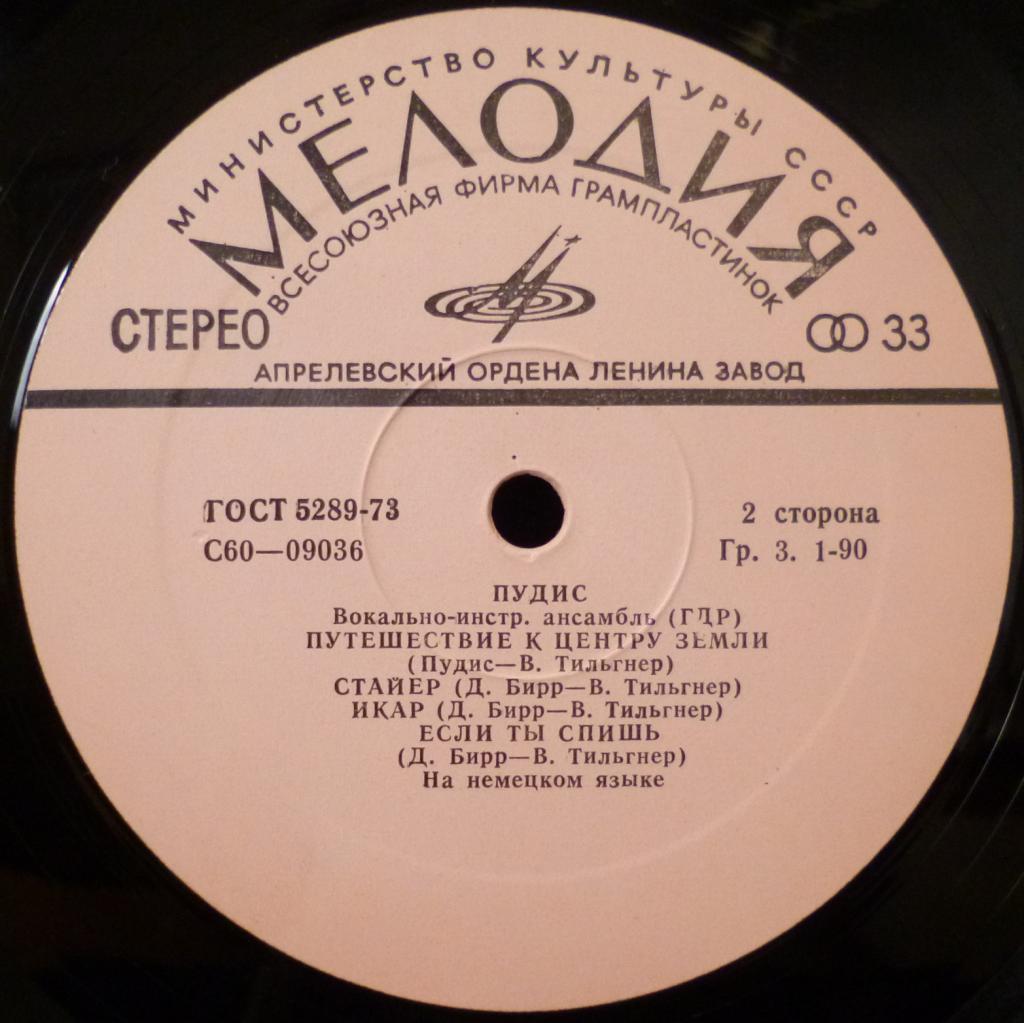 МИНИСТЕРСТВО КУЛЬТУРЫ СССР
МЕЛОДИЯ
ВСЕСОЮЗНАЯ ФИРМА ГРАМПЛАСТИНОК
СТЕРЕО
33
АПРЕЛЕВСКИЙ ОРДЕНА ЛЕНИНА ЗАВОД
ГОСТ 5289-73
2 сторона
С60—09036
Гр. 3. 1-90
ПУДИС
Вокально-инстр. ансамбль (ГДР)
ПУТЕШЕСТВИЕ К ЦЕНТРУ ЗЕМЛИ
(Пудис—В. Тильгнер)
СТАЙЕР (Д. Бирр—В. Тильгнер)
ИКАР (Д. Бирр—В. Тильгнер)
ЕСЛИ ТЫ СПИШЬ
(Д. Бирр—В. Тильгнер)
На немецком языке